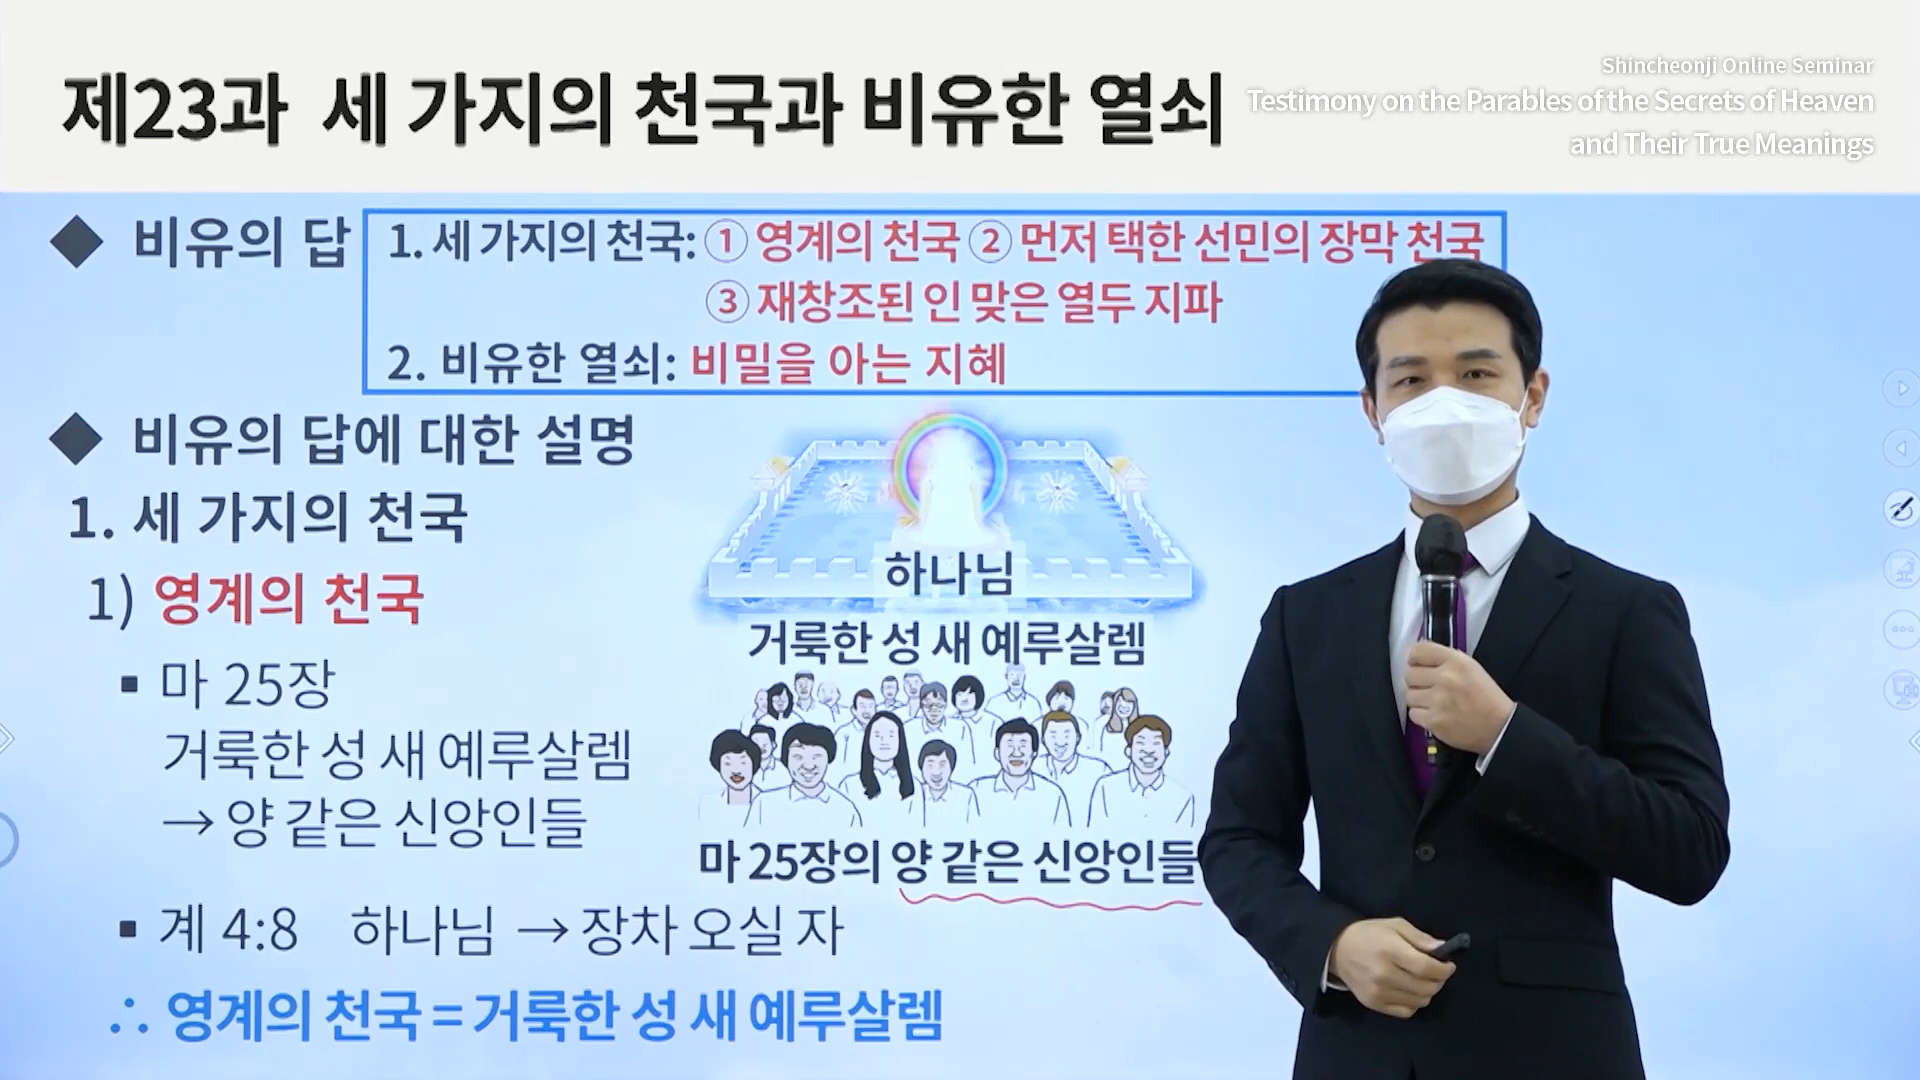 제23과 세 가지의 천국과 비유한 열쇠
Shincheonji Online Seminar
Testimony on the Parables of the Secrets of Heaven
and Their True Meanings
◆ 비유의 답
1. 세 가지의 천국: ① 영계의 천국 ② 먼저 택한 선민의 장막 천국
③ 재창조된 인 맞은 열두 지파
2. 비유한 열쇠: 비밀을 아는 지혜
◆ 비유의 답에 대한 설명
1. 세 가지의 천국
1) 영계의 천국
▪ 마 25장
거룩한 성 새 예루살렘
→ 양 같은 신앙인들
하나님
거룩한 성 새 예루살렘
마 25장의 양 같은 신앙인들
▪ 계 4:8 하나님 → 장차 오실 자
∴ 영계의 천국 = 거룩한 성 새 예루살렘